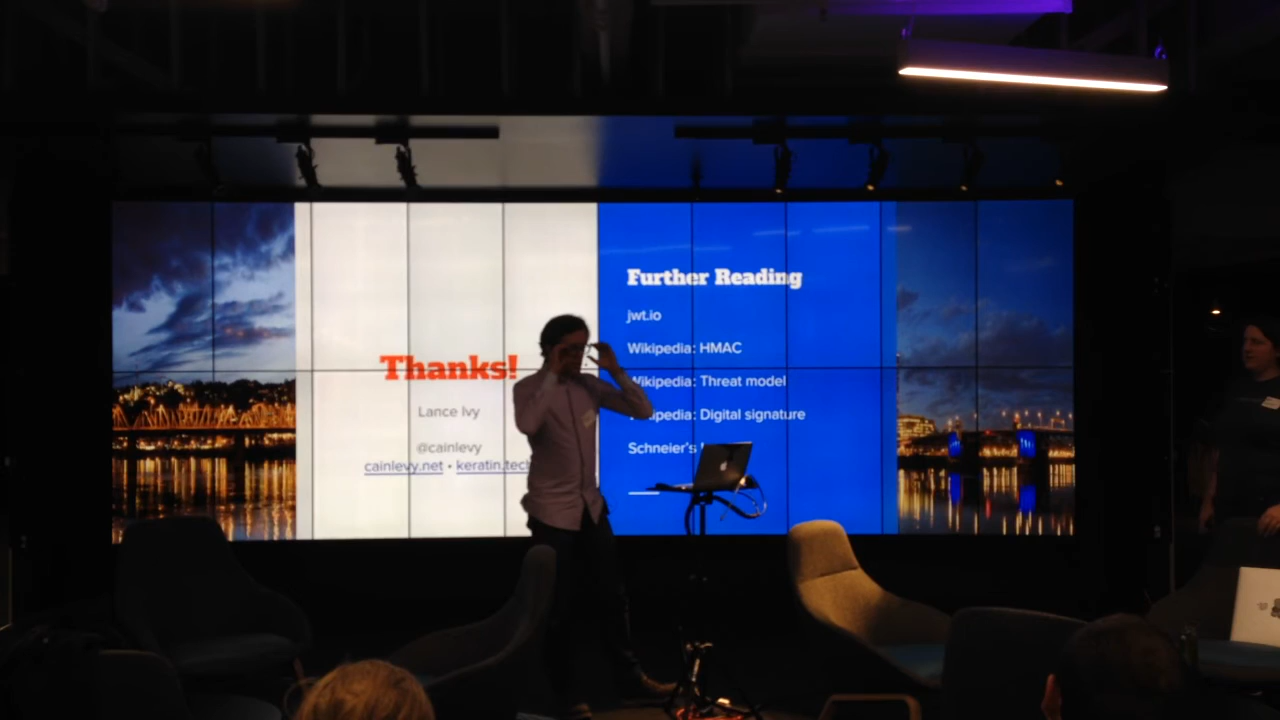 Thanks!
Lance Ivy
@cainlevy
cainlevy.net • keratin.tech
Further Reading
jwt.io
Wikipedia: HMAC
Wikipedia: Threat model
Wikipedia: Digital signature
Schneier's